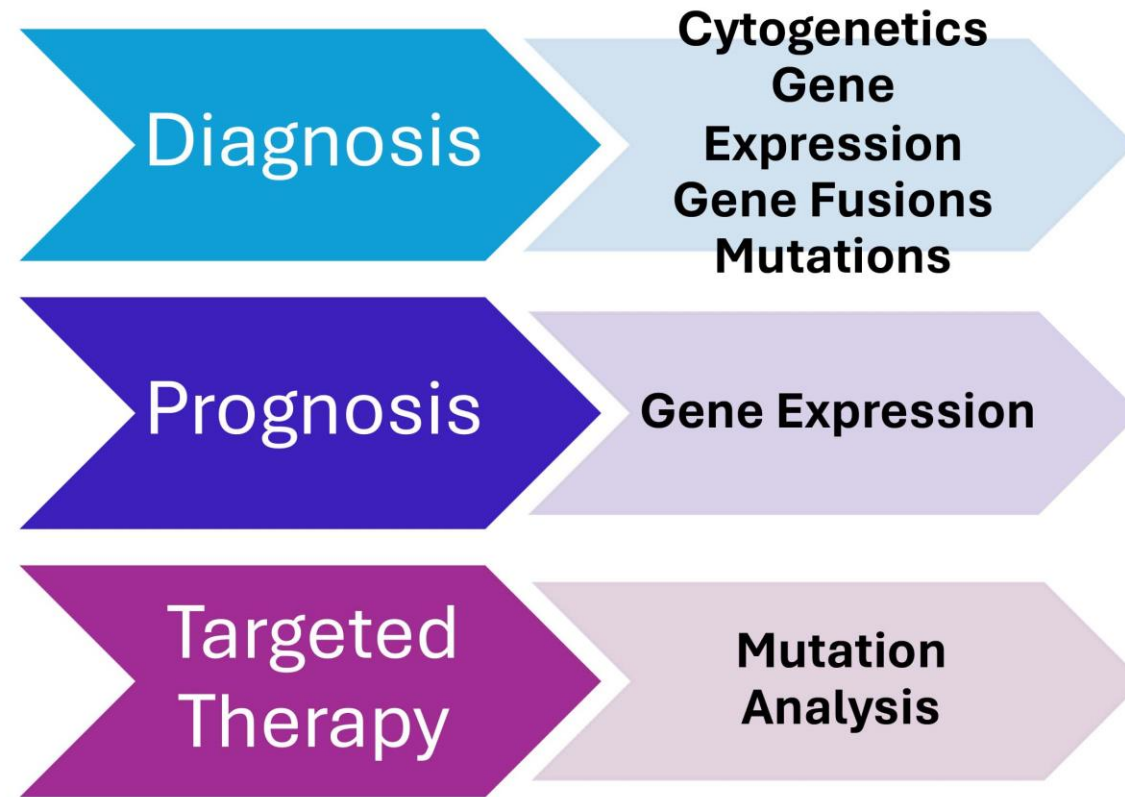 Diagnosis
Cytogenetics
Gene
Expression
Gene Fusions
Mutations
Prognosis
Gene Expression
Targeted
Therapy
Mutation
Analysis